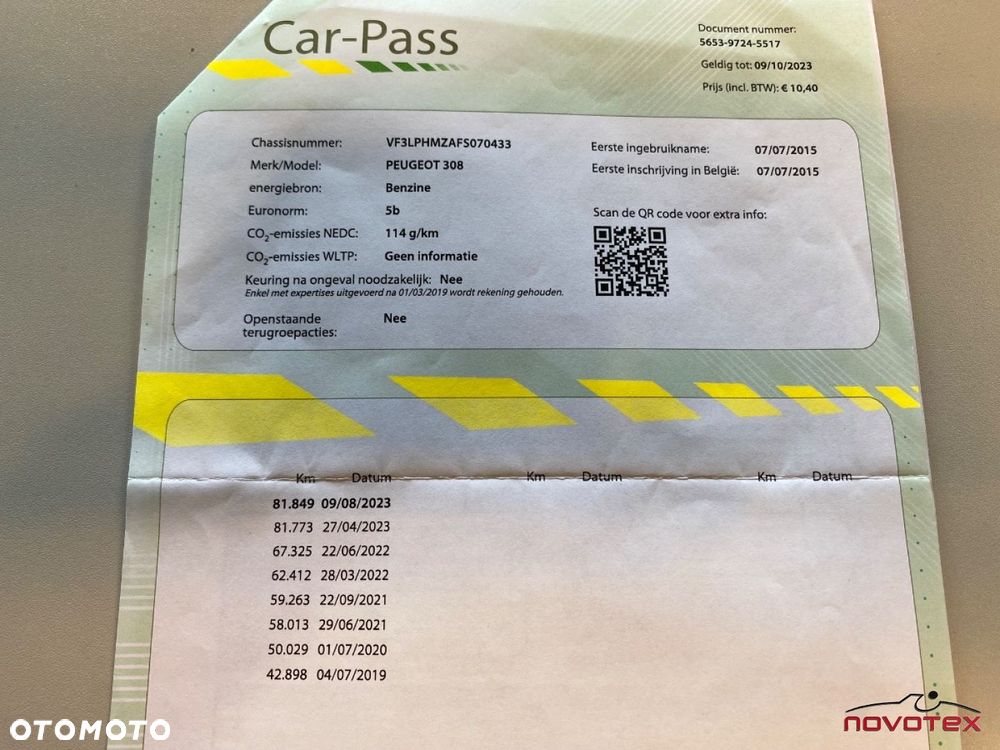 Car-Pass
Document nummer:
5653-9724-5517
Geldig tot: 09/10/2023
Prijs (incl. BTW): € 10,40
Chassisnummer: VF3LPHMZAFS070433
Merk/Model: PEUGEOT 308
energiebron: Benzine
Euronorm: 5b
CO₂-emissies NEDC: 114 g/km
CO₂-emissies WLTP: Geen informatie
Keuring na ongeval noodzakelijk: Nee
Enkel met expertises uitgevoerd na 01/03/2019 wordt rekening gehouden.
Openstaande
terugroepacties: Nee
Eerste ingebruikname: 07/07/2015
Eerste inschrijving in België: 07/07/2015
Scan de QR code voor extra info:
Km Datum Km Datum Km Datum
81.849 09/08/2023
81.773 27/04/2023
67.325 22/06/2022
62.412 28/03/2022
59.263 22/09/2021
58.013 29/06/2021
50.029 01/07/2020
42.898 04/07/2019
OTOMOTO
novotex